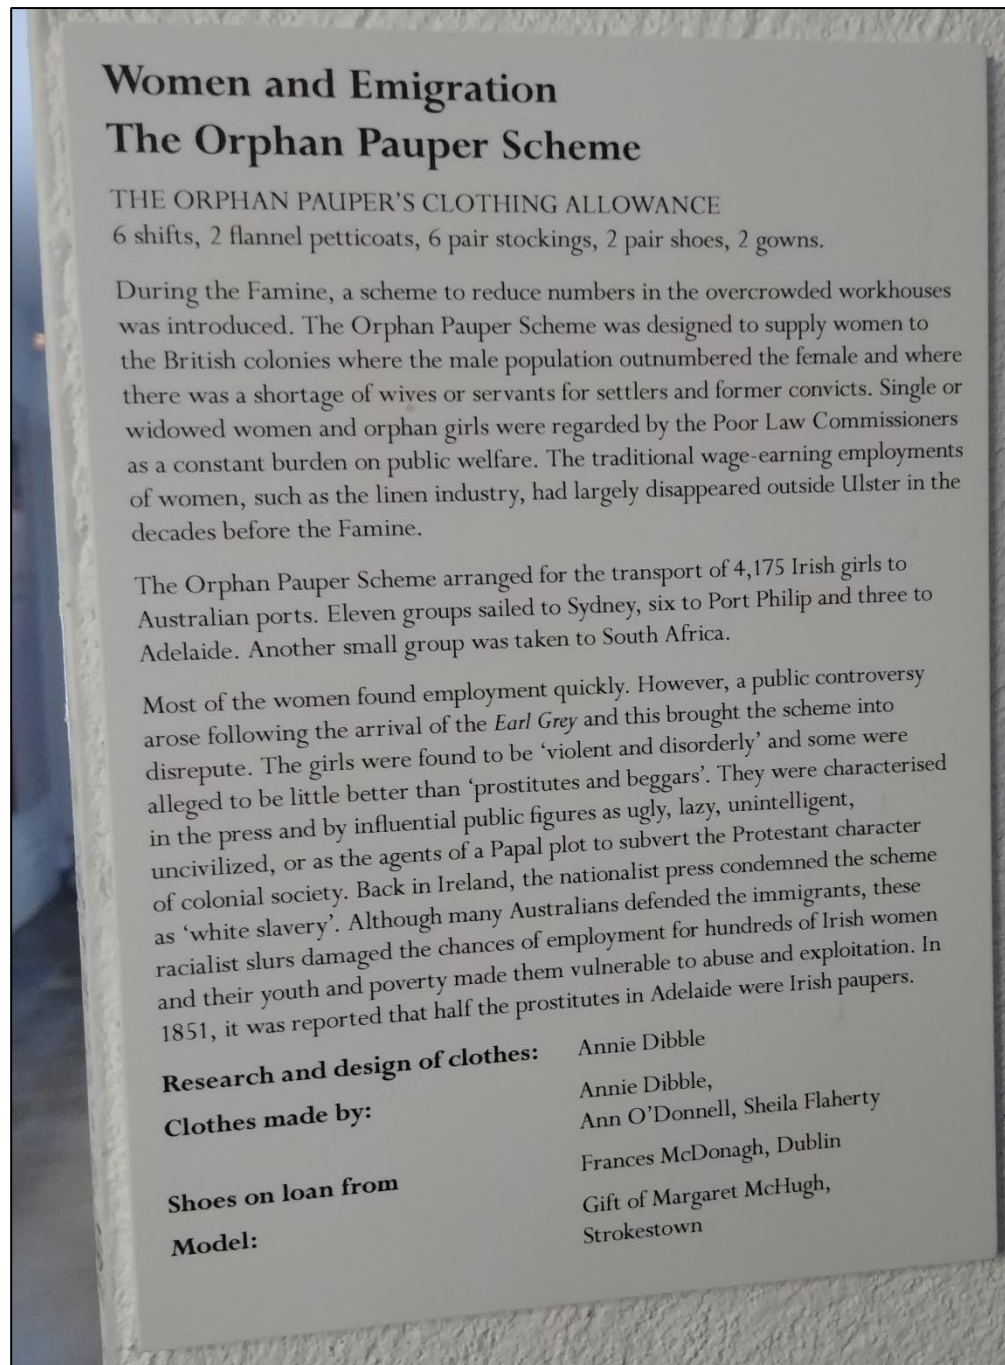 Women and Emigration
The Orphan Pauper Scheme
THE ORPHAN PAUPER'S CLOTHING ALLOWANCE
6 shifts, 2 flannel petticoats, 6 pair stockings, 2 pair shoes, 2 gowns.
During the Famine, a scheme to reduce numbers in the overcrowded workhouses
was introduced. The Orphan Pauper Scheme was designed to supply women to
the British colonies where the male population outnumbered the female and where
there was a shortage of wives or servants for settlers and former convicts. Single or
widowed women and orphan girls were regarded by the Poor Law Commissioners
as a constant burden on public welfare. The traditional wage-earning employments
of women, such as the linen industry, had largely disappeared outside Ulster in the
decades before the Famine.
The Orphan Pauper Scheme arranged for the transport of 4,175 Irish girls to
Australian ports. Eleven groups sailed to Sydney, six to Port Philip and three to
Adelaide. Another small group was taken to South Africa.
Most of the women found employment quickly. However, a public controversy
arose following the arrival of the Earl Grey and this brought the scheme into
disrepute. The girls were found to be 'violent and disorderly' and some were
alleged to be little better than 'prostitutes and beggars'. They were characterised
in the press and by influential public figures as ugly, lazy, unintelligent,
uncivilized, or as the agents of a Papal plot to subvert the Protestant character
of colonial society. Back in Ireland, the nationalist press condemned the scheme
as 'white slavery'. Although many Australians defended the immigrants, these
racialist slurs damaged the chances of employment for hundreds of Irish women
and their youth and poverty made them vulnerable to abuse and exploitation. In
1851, it was reported that half the prostitutes in Adelaide were Irish paupers.
Research and design of clothes: Annie Dibble
Clothes made by: Annie Dibble,
Ann O'Donnell, Sheila Flaherty
Shoes on loan from Frances McDonagh, Dublin
Model: Gift of Margaret McHugh,
Strokestown